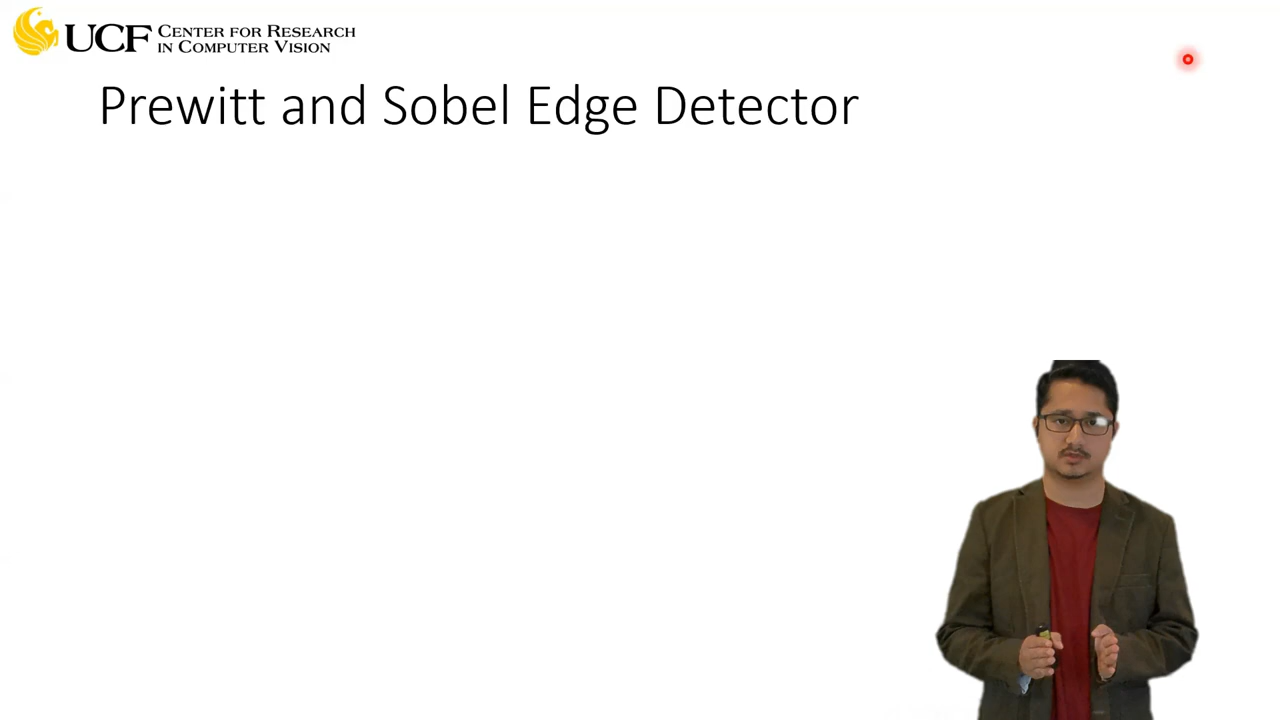 UCF CENTER FOR RESEARCH
IN COMPUTER VISION
Prewitt and Sobel Edge Detector